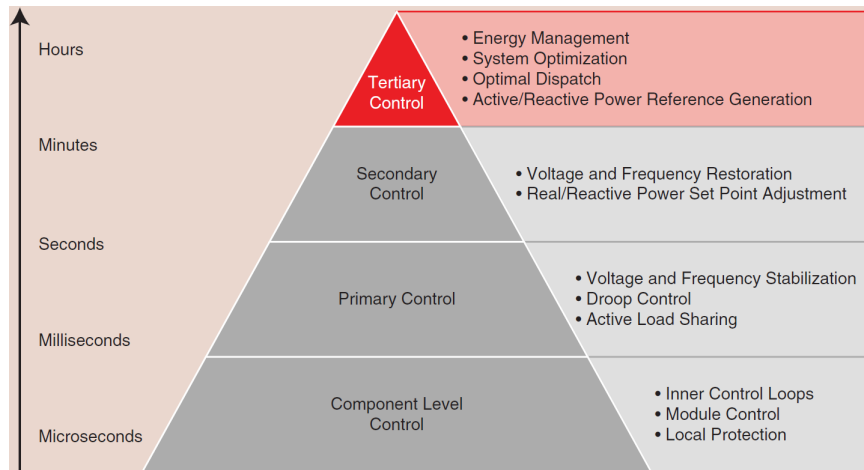 Hours
Tertiary
Control
• Energy Management
• System Optimization
• Optimal Dispatch
• Active/Reactive Power Reference Generation
Minutes
Secondary
Control
• Voltage and Frequency Restoration
• Real/Reactive Power Set Point Adjustment
Seconds
Primary Control
• Voltage and Frequency Stabilization
• Droop Control
• Active Load Sharing
Milliseconds
Component Level
Control
• Inner Control Loops
• Module Control
• Local Protection
Microseconds